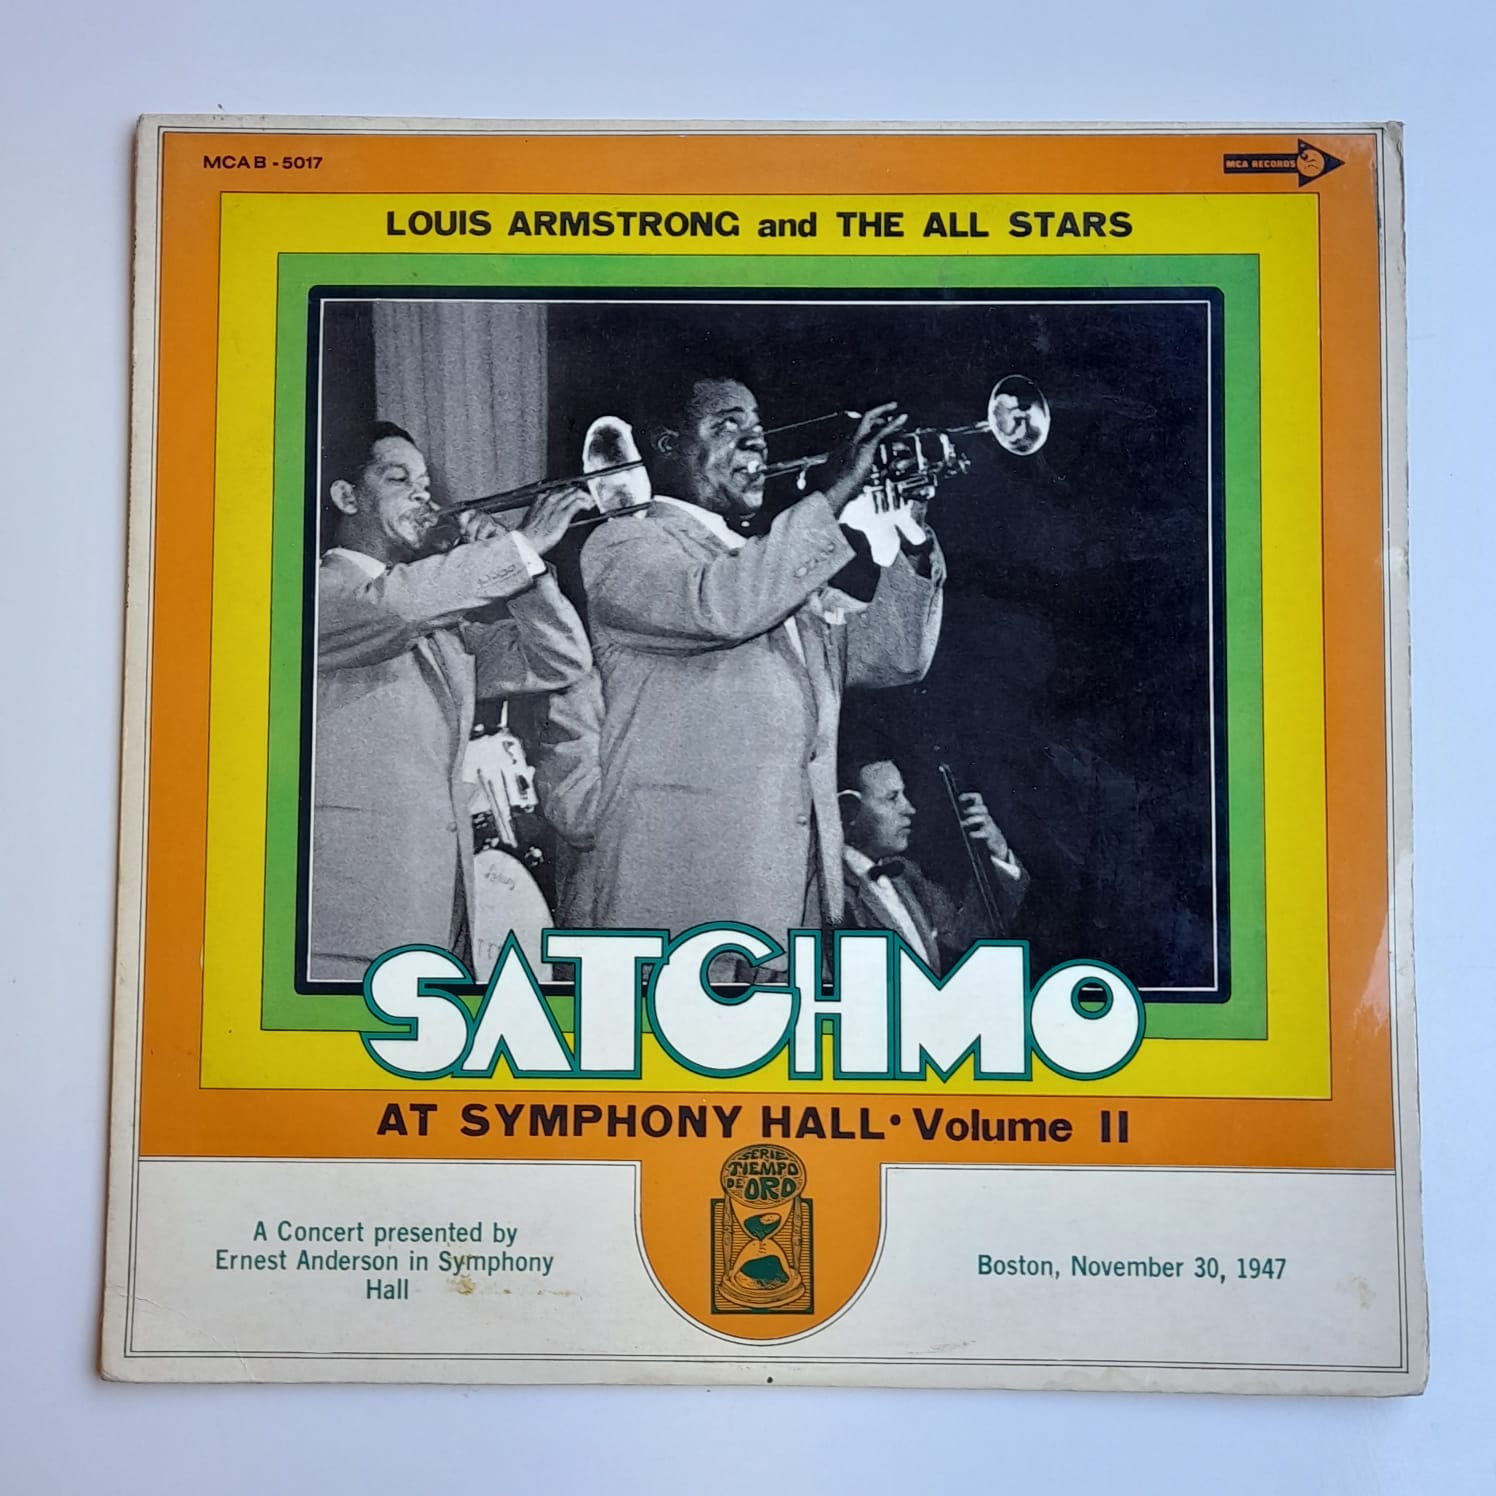 MCAB - 5017
MCA RECORDS
LOUIS ARMSTRONG and THE ALL STARS
SATCHMO
AT SYMPHONY HALL • Volume II
SERIE
TIEMPO
DE ORO
A Concert presented by
Ernest Anderson in Symphony
Hall
Boston, November 30, 1947